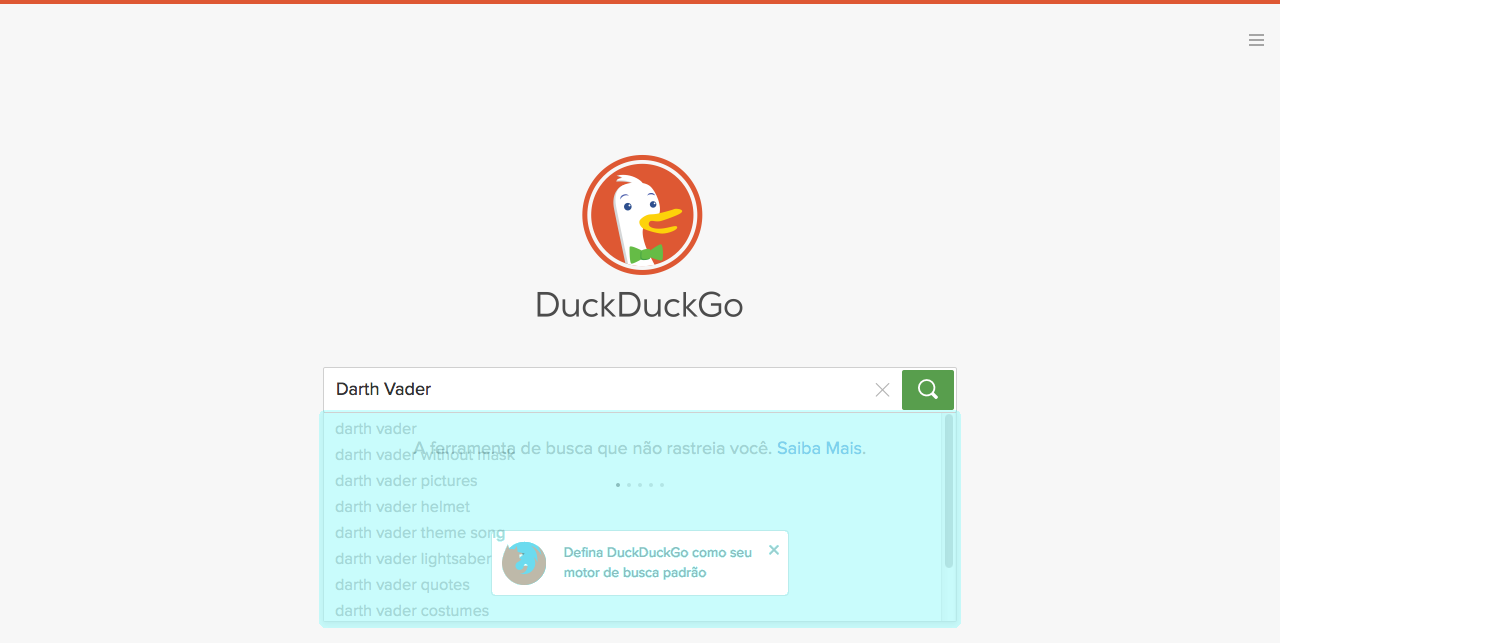 DuckDuckGo
Darth Vader
darth vader
A ferramenta de busca que não rastreia você. Saiba Mais.
darth vader without mask
darth vader pictures
darth vader helmet
darth vader theme song
darth vader lightsaber
Defina DuckDuckGo como seu
motor de busca padrão
darth vader quotes
darth vader costumes